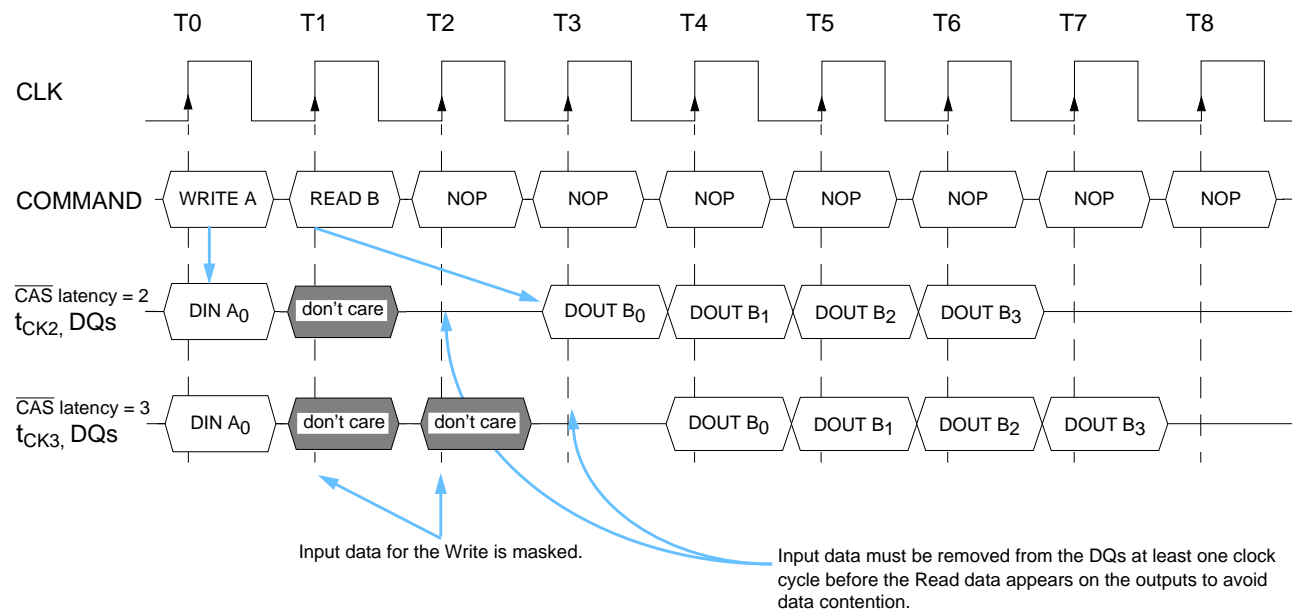 T0 T1 T2 T3 T4 T5 T6 T7 T8
CLK
COMMAND WRITE A READ B NOP NOP NOP NOP NOP NOP NOP
CAS latency = 2
tCK2, DQs DIN A0 don't care DOUT B0 DOUT B1 DOUT B2 DOUT B3
CAS latency = 3
tCK3, DQs DIN A0 don't care don't care DOUT B0 DOUT B1 DOUT B2 DOUT B3
Input data for the Write is masked.
Input data must be removed from the DQs at least one clock
cycle before the Read data appears on the outputs to avoid
data contention.